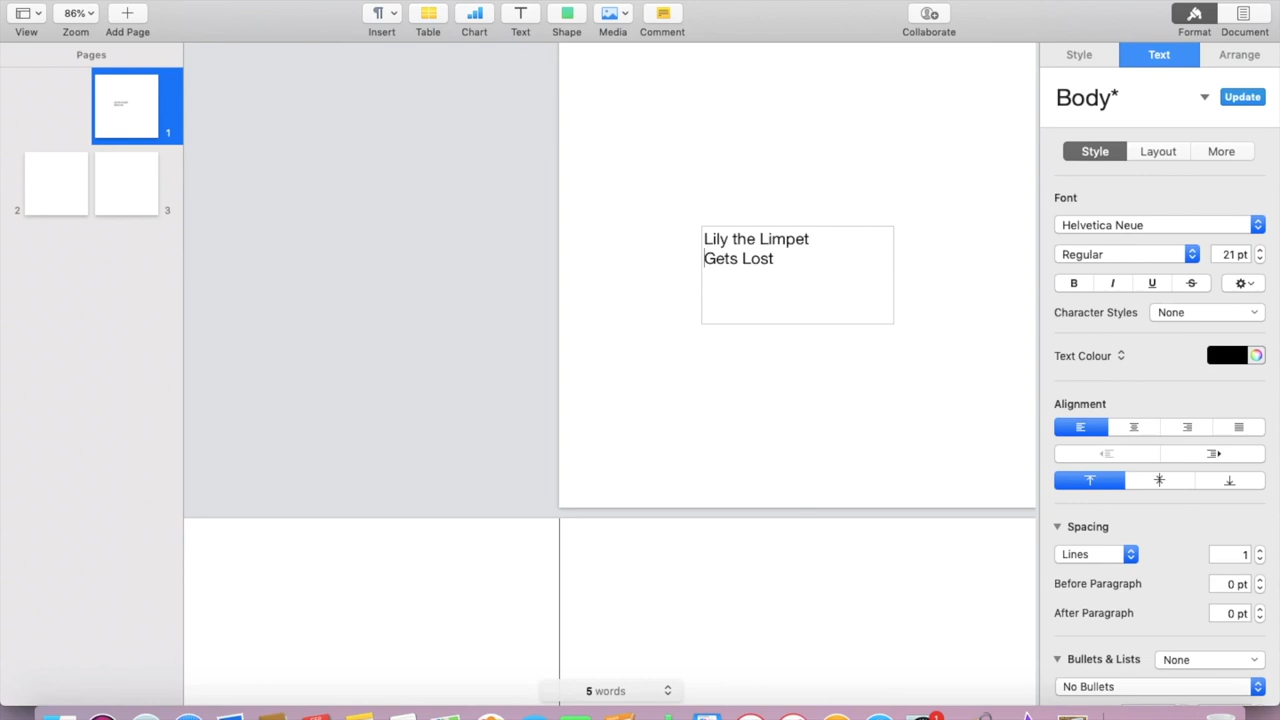 86%
View
Zoom
Add Page
Insert
Table
Chart
Text
Shape
Media
Comment
Collaborate
Format
Document
Pages
1
2
3
Lily the Limpet
Gets Lost
5 words
Style
Text
Arrange
Body*
Update
Style
Layout
More
Font
Helvetica Neue
Regular
21 pt
B
I
U
S
Character Styles
None
Text Colour
Alignment
Spacing
Lines
1
Before Paragraph
0 pt
After Paragraph
0 pt
Bullets & Lists
None
No Bullets